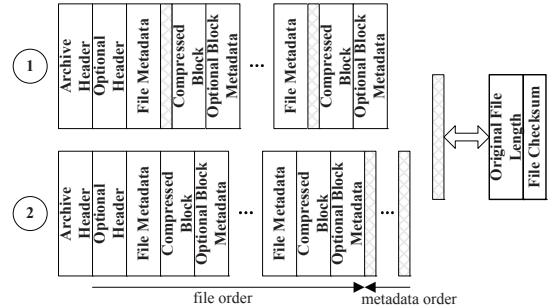 1
Archive
Header
Optional
Header
File Metadata
Compressed
Block
Optional Block
Metadata
...
File Metadata
Compressed
Block
Optional Block
Metadata
Original File
Length
File Checksum
2
Archive
Header
Optional
Header
File Metadata
Compressed
Block
Optional Block
Metadata
...
File Metadata
Compressed
Block
Optional Block
Metadata
...
file order
metadata order